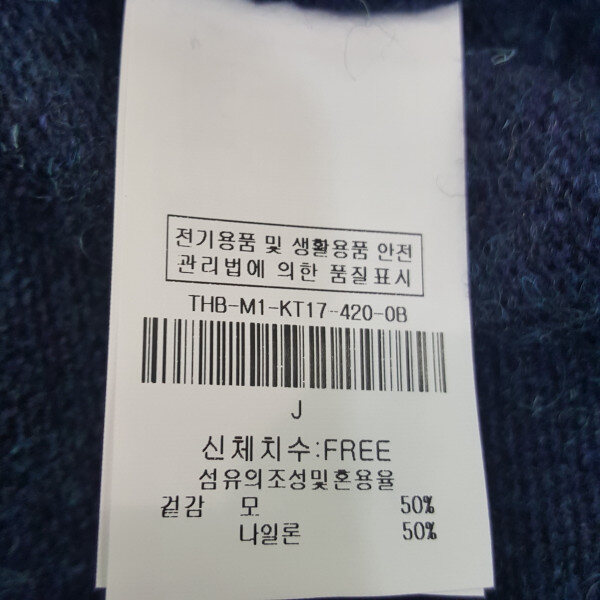 전기용품 및 생활용품 안전
관리법에 의한 품질표시
THB-M1-KT17-420-0B
J
신체치수:FREE
섬유의조성및혼용율
겉감 모 50%
나일론 50%